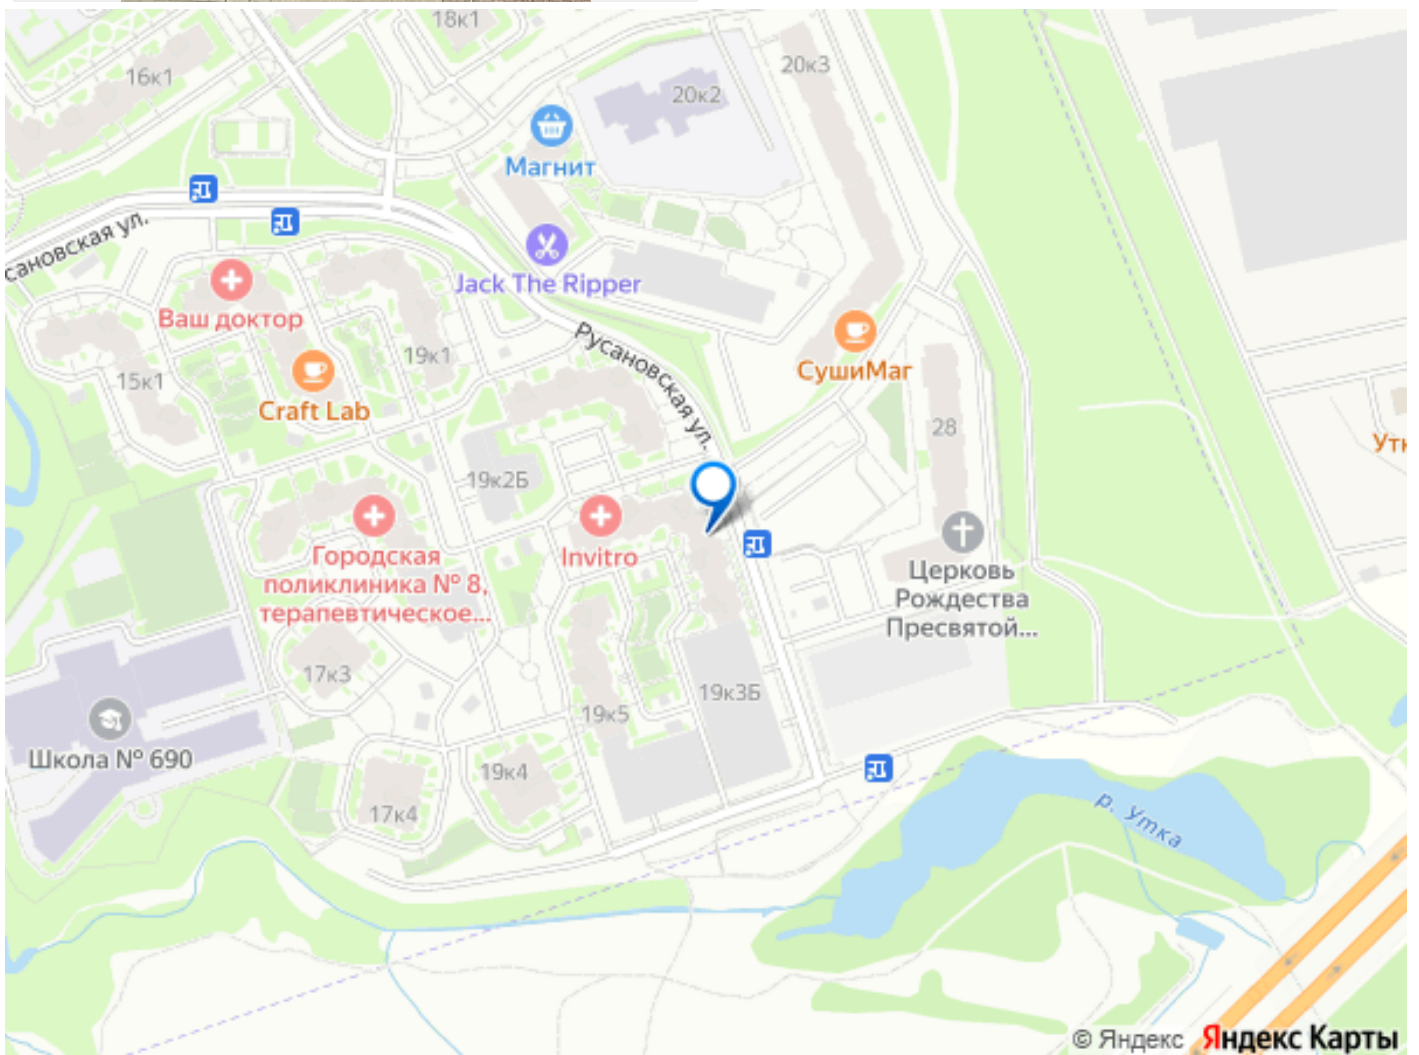 18к1
16к1
20к3
20к2
Магнит
сановская ул.
Jack The Ripper
Ваш доктор
Русановская ул.
19к1
СушиМаг
15к1
Craft Lab
28
Утк
19к2Б
Invitro
Городская
поликлиника № 8,
терапевтическое...
Церковь
Рождества
Пресвятой...
17к3
19к3Б
19к5
Школа № 690
19к4
17к4
р. Утка
© Яндекс Яндекс Карты